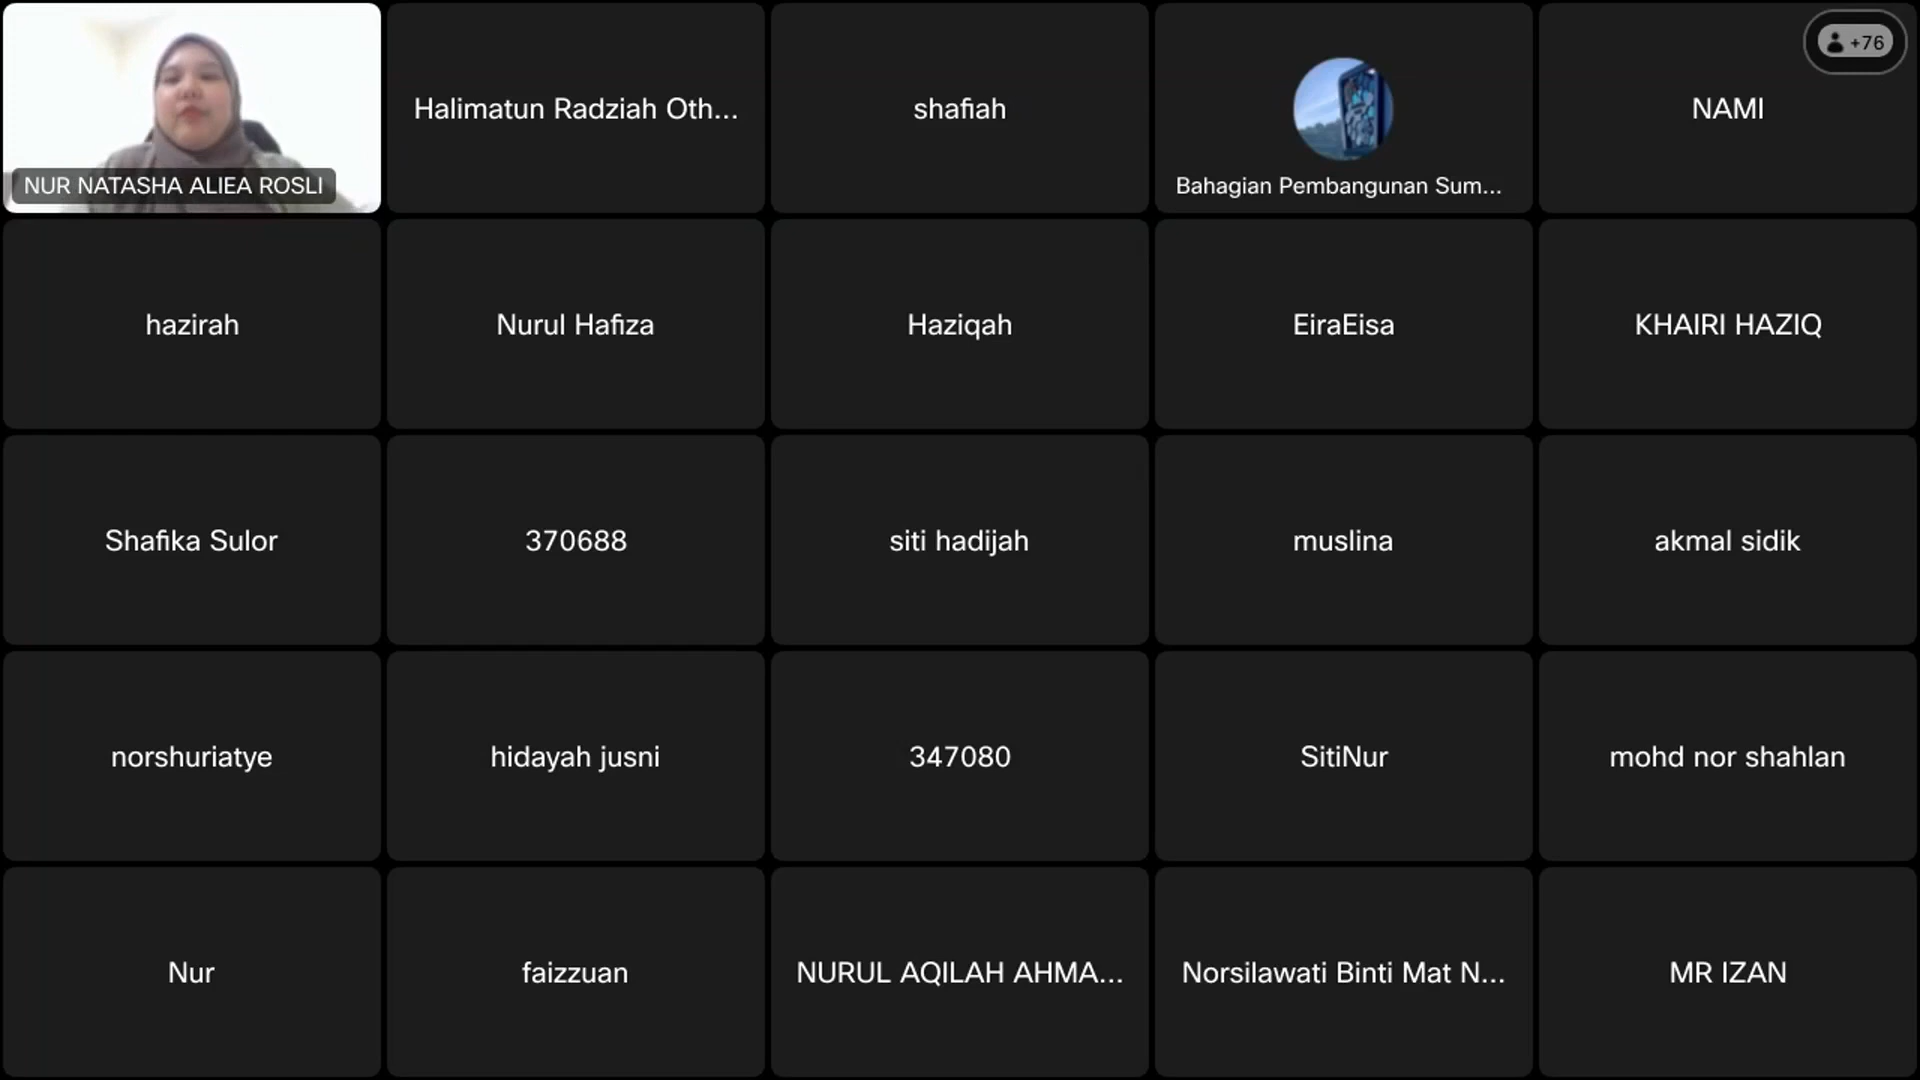 NUR NATASHA ALIEA ROSLI
Halimatun Radziah Oth...
shafiah
Bahagian Pembangunan Sum...
NAMI
+76
hazirah
Nurul Hafiza
Haziqah
EiraEisa
KHAIRI HAZIQ
Shafika Sulor
370688
siti hadijah
muslina
akmal sidik
norshuriatye
hidayah jusni
347080
SitiNur
mohd nor shahlan
Nur
faizzuan
NURUL AQILAH AHMA...
Norsilawati Binti Mat N...
MR IZAN